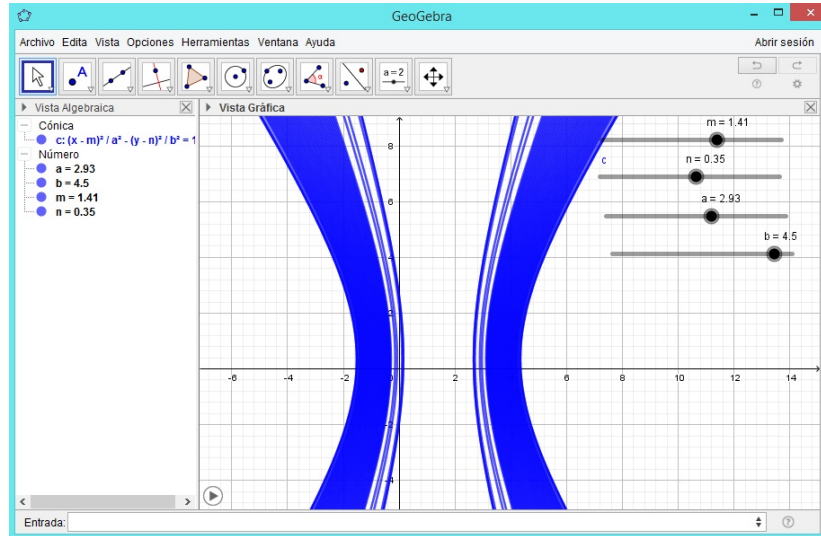 GeoGebra
Archivo Edita Vista Opciones Herramientas Ventana Ayuda
Abrir sesión
A
α
a = 2
Vista Algebraica
Vista Gráfica
Cónica
c: (x - m)² / a² - (y - n)² / b² = 1
Número
a = 2.93
b = 4.5
m = 1.41
n = 0.35
m = 1.41
c
n = 0.35
a = 2.93
b = 4.5
8
6
4
2
-6 -4 -2 0 2 6 8 10 12 14
-2
-4
Entrada: